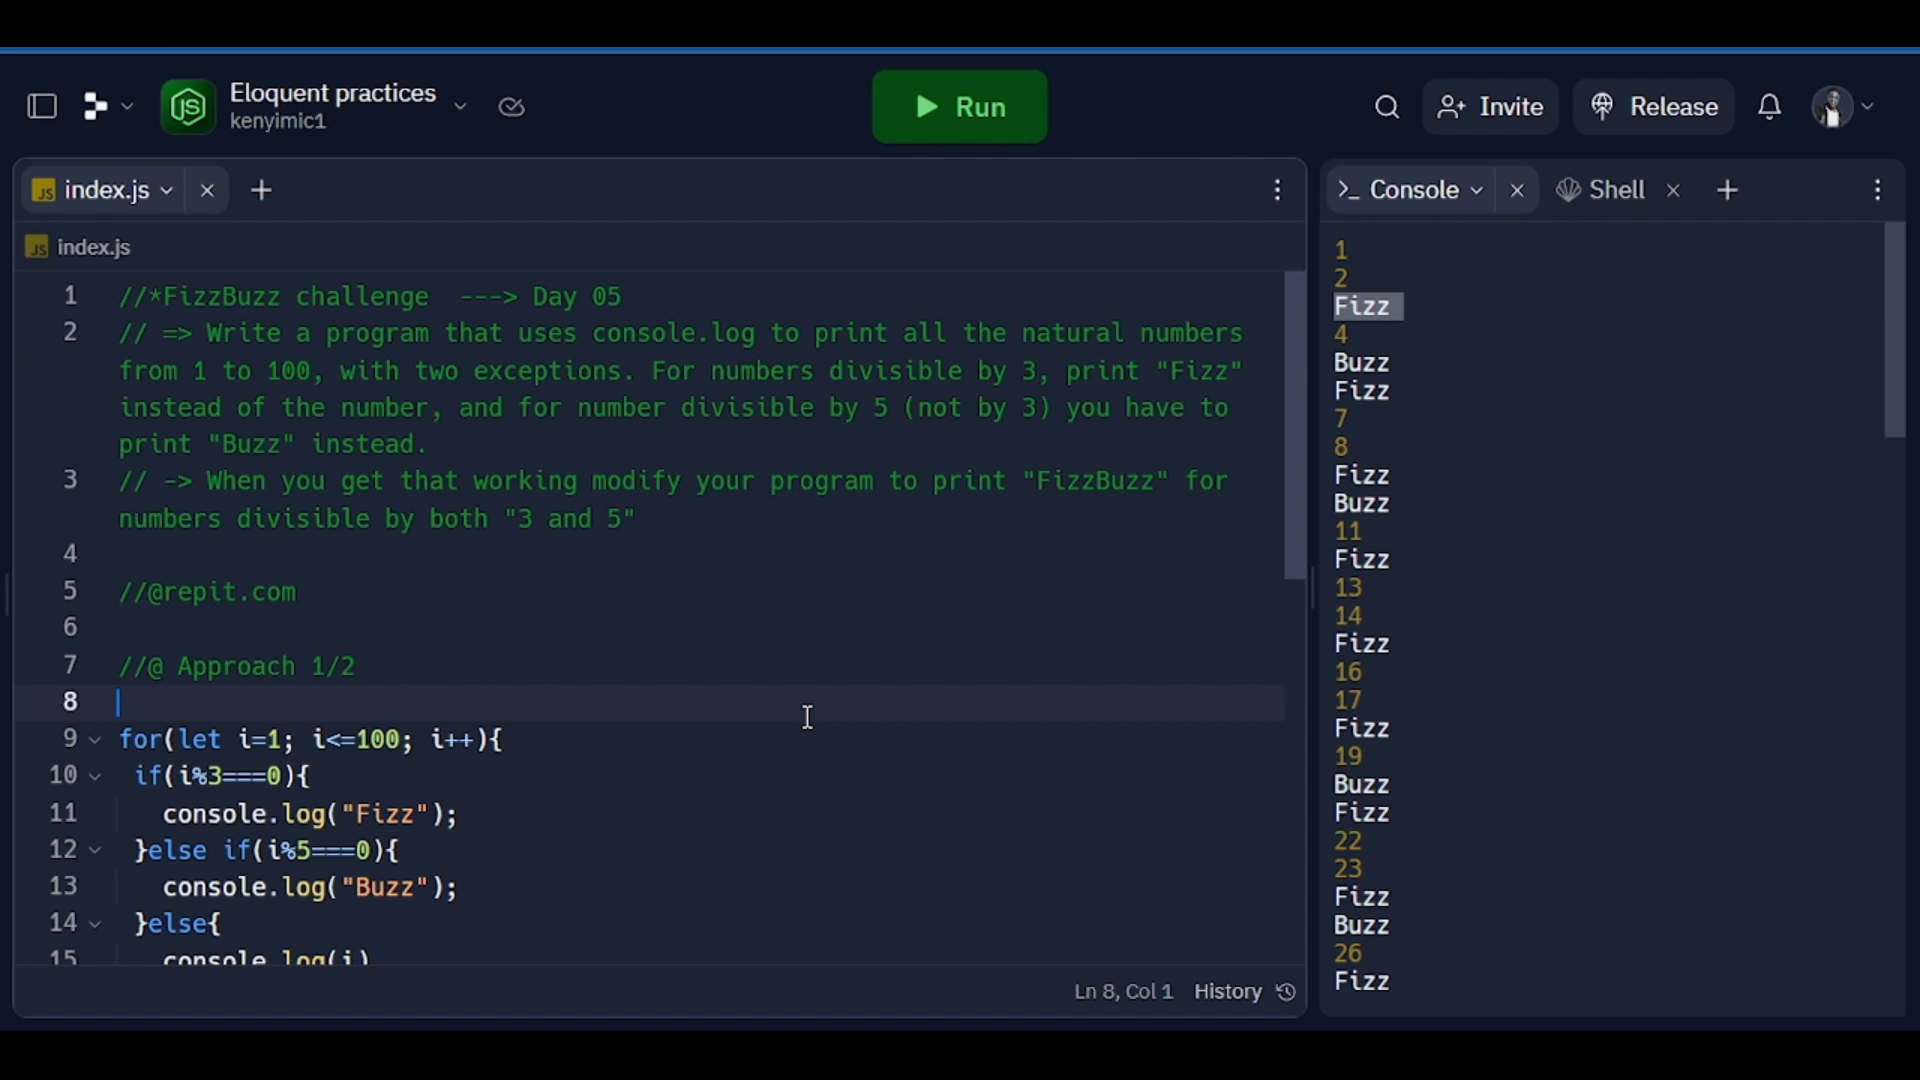 Eloquent practices
kenyimic1
Run
Invite
Release
JS index.js
Console
Shell
JS index.js
1 //*FizzBuzz challenge ---> Day 05
2 // => Write a program that uses console.log to print all the natural numbers
from 1 to 100, with two exceptions. For numbers divisible by 3, print "Fizz"
instead of the number, and for number divisible by 5 (not by 3) you have to
print "Buzz" instead.
3 // -> When you get that working modify your program to print "FizzBuzz" for
numbers divisible by both "3 and 5"
4
5 //@repit.com
6
7 //@ Approach 1/2
8
9 for(let i=1; i<=100; i++){
10 if(i%3===0){
11 console.log("Fizz");
12 }else if(i%5===0){
13 console.log("Buzz");
14 }else{
15 console.log(i)
Ln 8, Col 1 History
1
2
Fizz
4
Buzz
Fizz
7
8
Fizz
Buzz
11
Fizz
13
14
Fizz
16
17
Fizz
19
Buzz
Fizz
22
23
Fizz
Buzz
26
Fizz